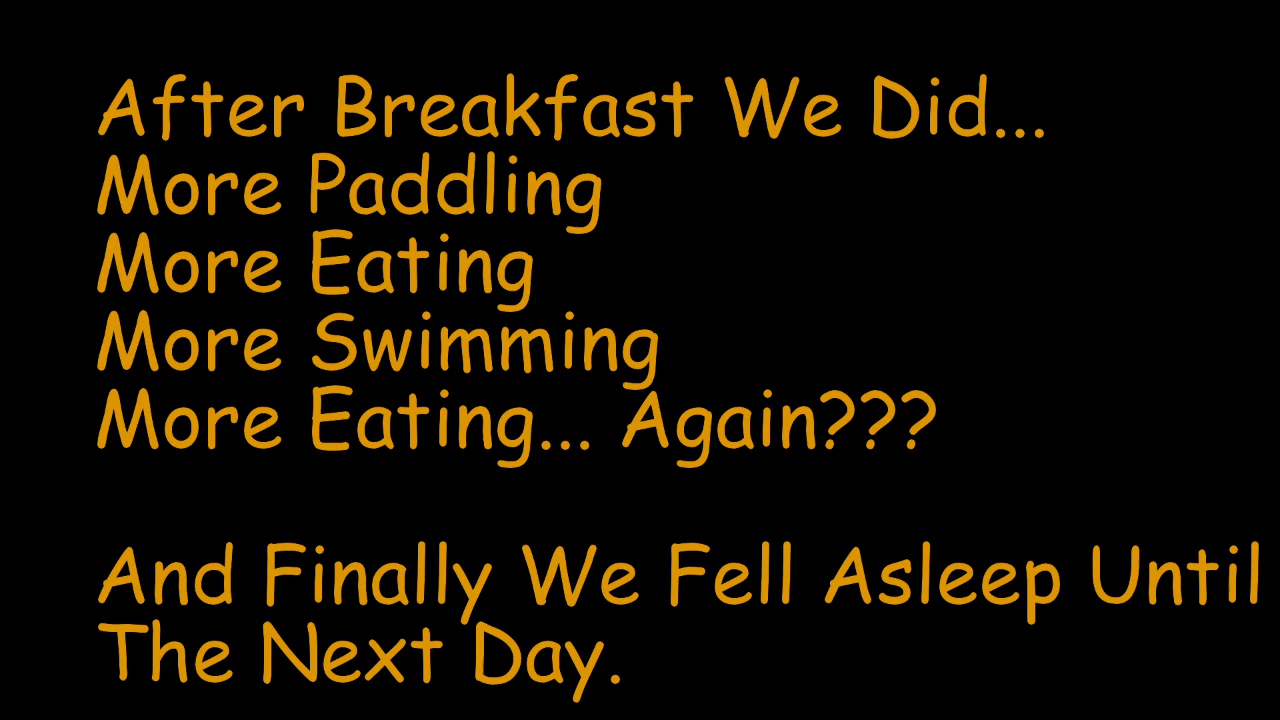 After Breakfast We Did...
More Paddling
More Eating
More Swimming
More Eating... Again???
And Finally We Fell Asleep Until
The Next Day.